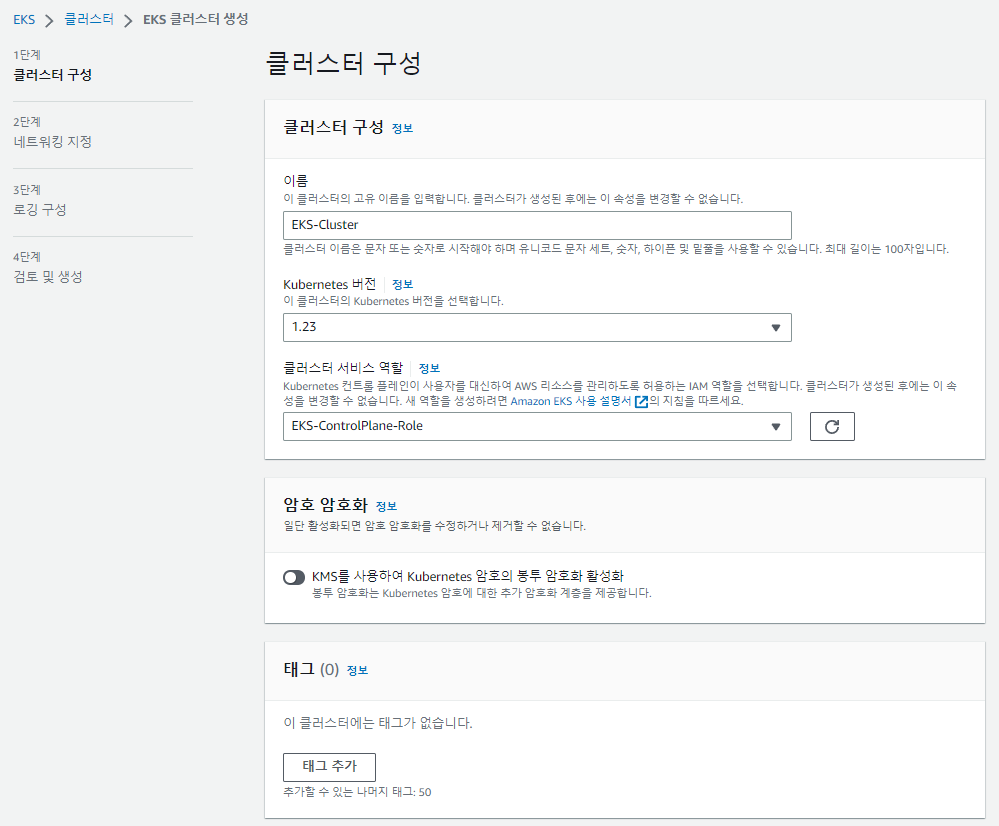 EKS > 클러스터 > EKS 클러스터 생성
1단계
클러스터 구성
2단계
네트워킹 지정
3단계
로깅 구성
4단계
검토 및 생성
클러스터 구성
클러스터 구성 정보
이름
이 클러스터의 고유 이름을 입력합니다. 클러스터가 생성된 후에는 이 속성을 변경할 수 없습니다.
EKS-Cluster
클러스터 이름은 문자 또는 숫자로 시작해야 하며 유니코드 문자 세트, 숫자, 하이픈 및 밑줄을 사용할 수 있습니다. 최대 길이는 100자입니다.
Kubernetes 버전 정보
이 클러스터의 Kubernetes 버전을 선택합니다.
1.23
클러스터 서비스 역할 정보
Kubernetes 컨트롤 플레인이 사용자를 대신하여 AWS 리소스를 관리하도록 허용하는 IAM 역할을 선택합니다. 클러스터가 생성된 후에는 이 속
성을 변경할 수 없습니다. 새 역할을 생성하려면 Amazon EKS 사용 설명서 의 지침을 따르세요.
EKS-ControlPlane-Role
암호 암호화 정보
일단 활성화되면 암호 암호화를 수정하거나 제거할 수 없습니다.
KMS를 사용하여 Kubernetes 암호의 봉투 암호화 활성화
봉투 암호화는 Kubernetes 암호에 대한 추가 암호화 계층을 제공합니다.
태그 (0) 정보
이 클러스터에는 태그가 없습니다.
태그 추가
추가할 수 있는 나머지 태그: 50